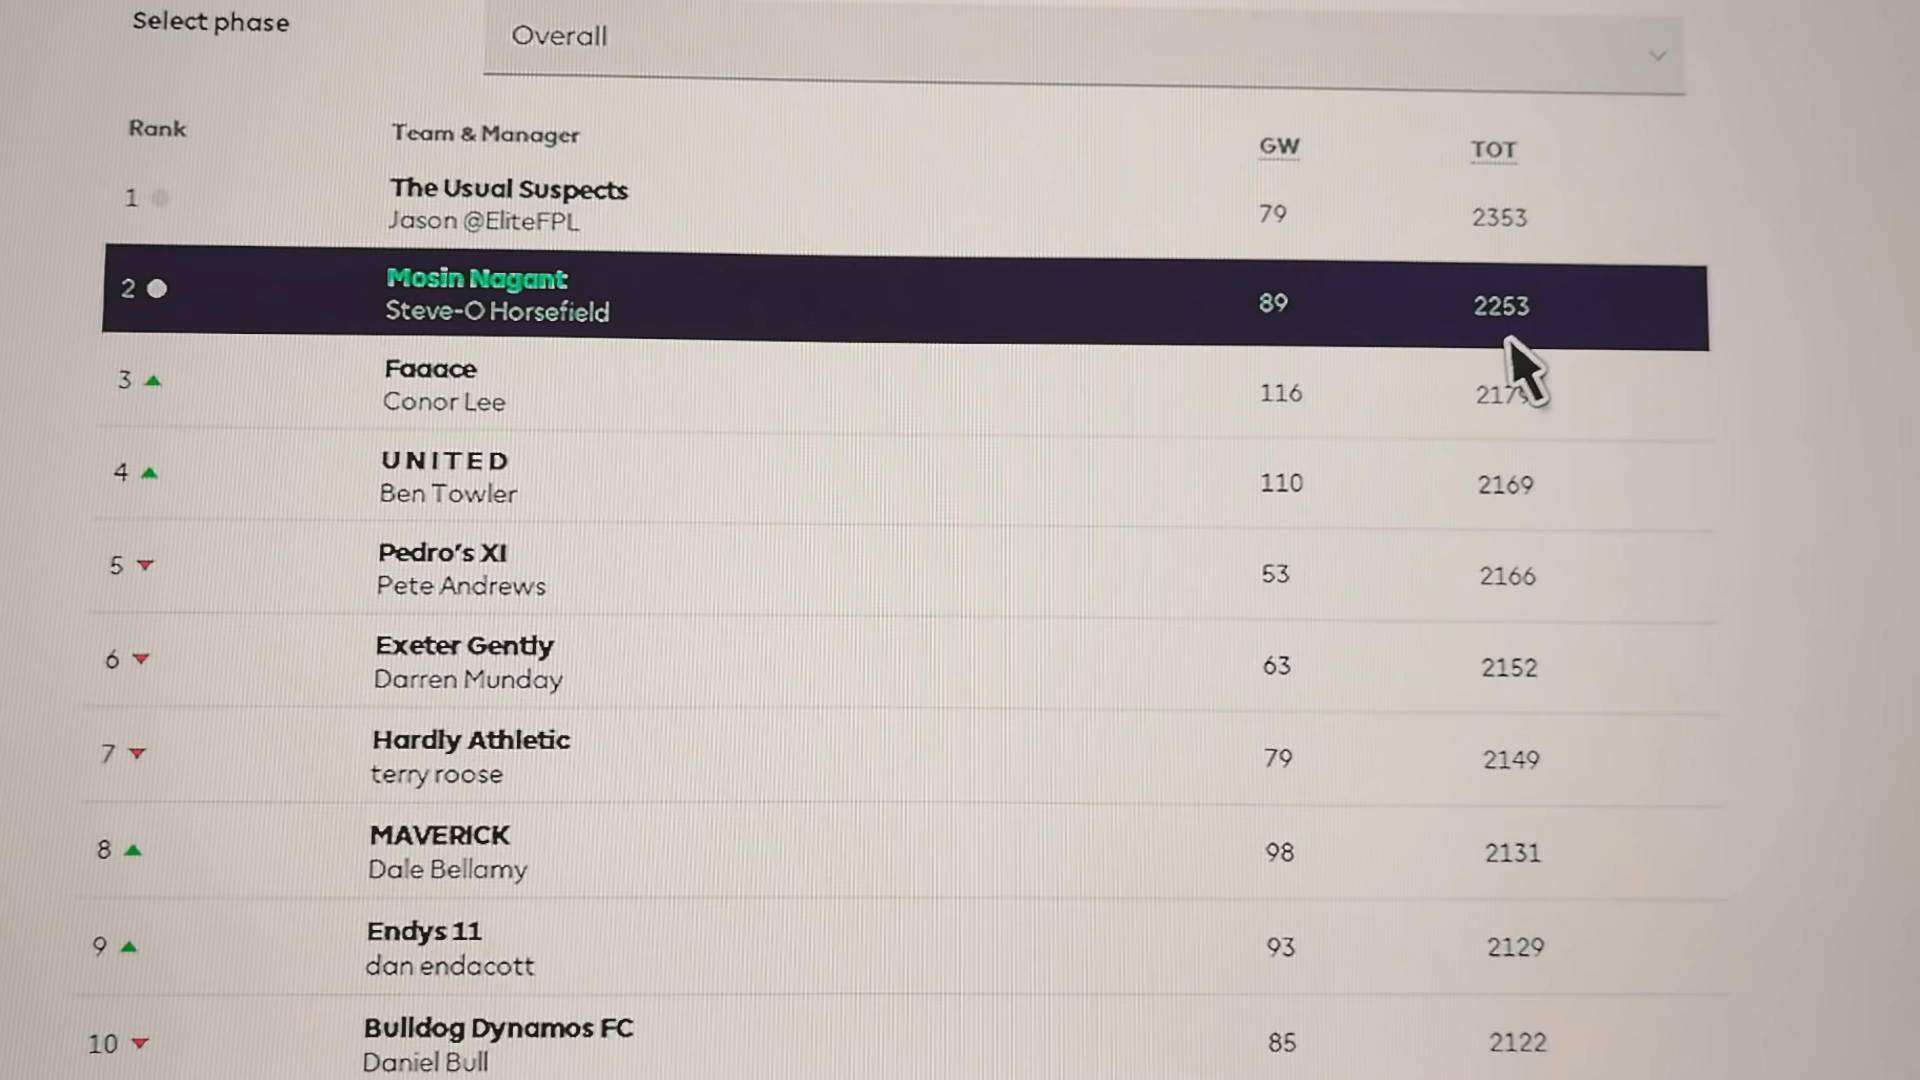 Select phase
Overall
Rank Team & Manager GW TOT
1 The Usual Suspects 79 2353
Jason @EliteFPL
2 Mosin Nagant 89 2253
Steve-O Horsefield
3 Faaace 116
Conor Lee
4 UNITED 110 2169
Ben Towler
5 Pedro's XI 53 2166
Pete Andrews
6 Exeter Gently 63 2152
Darren Munday
7 Hardly Athletic 79 2149
terry roose
8 MAVERICK 98 2131
Dale Bellamy
9 Endys 11 93 2129
dan endacott
10 Bulldog Dynamos FC 85 2122
Daniel Bull